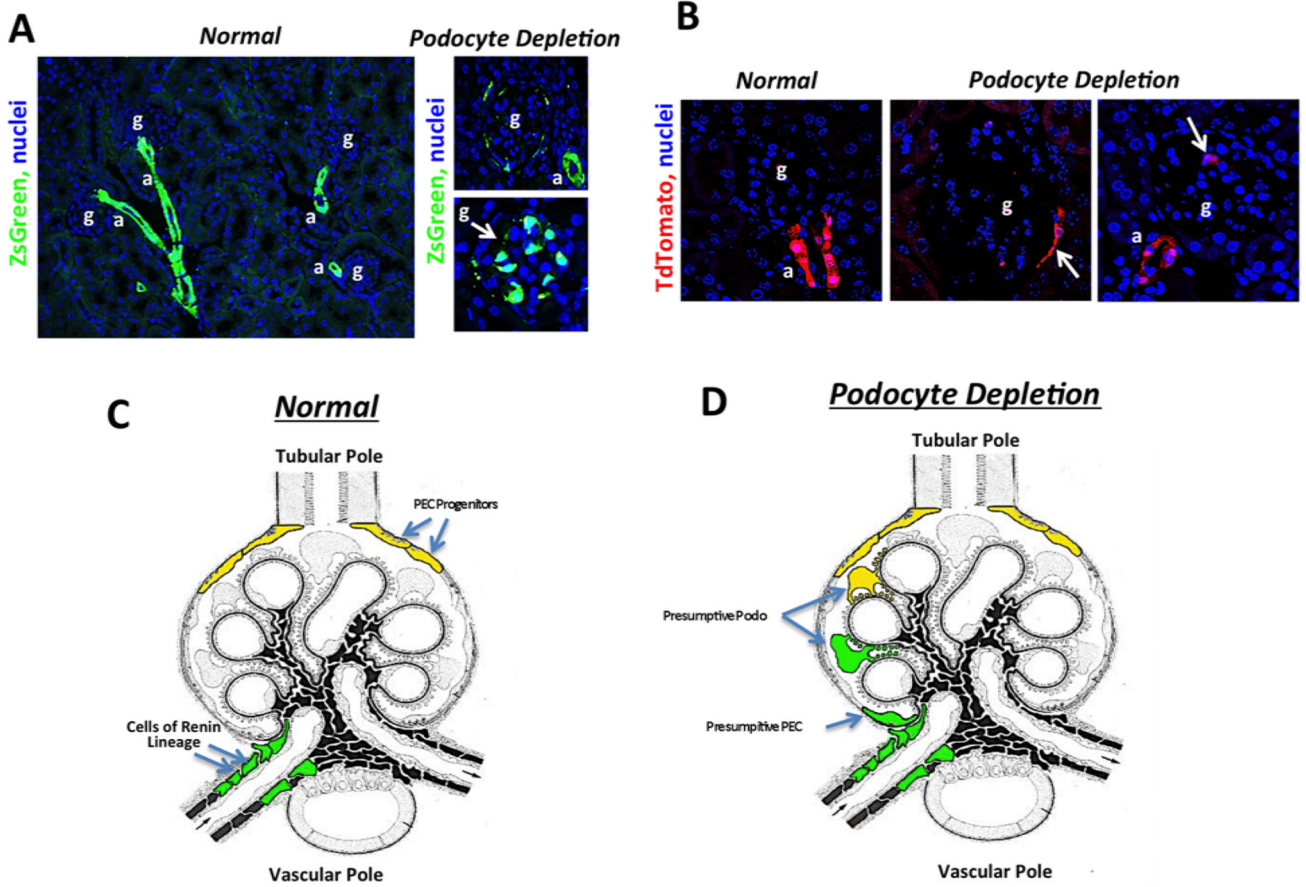 A
Normal
Podocyte Depletion
ZsGreen, nuclei
g
a
g
a
g
a
a
g
ZsGreen, nuclei
g
a
g
B
Normal
Podocyte Depletion
TdTomato, nuclei
g
a
g
g
a
C
Normal
Tubular Pole
PEC Progenitors
Cells of Renin
Lineage
Vascular Pole
D
Podocyte Depletion
Tubular Pole
Presumptive Podo
Presumpitive PEC
Vascular Pole